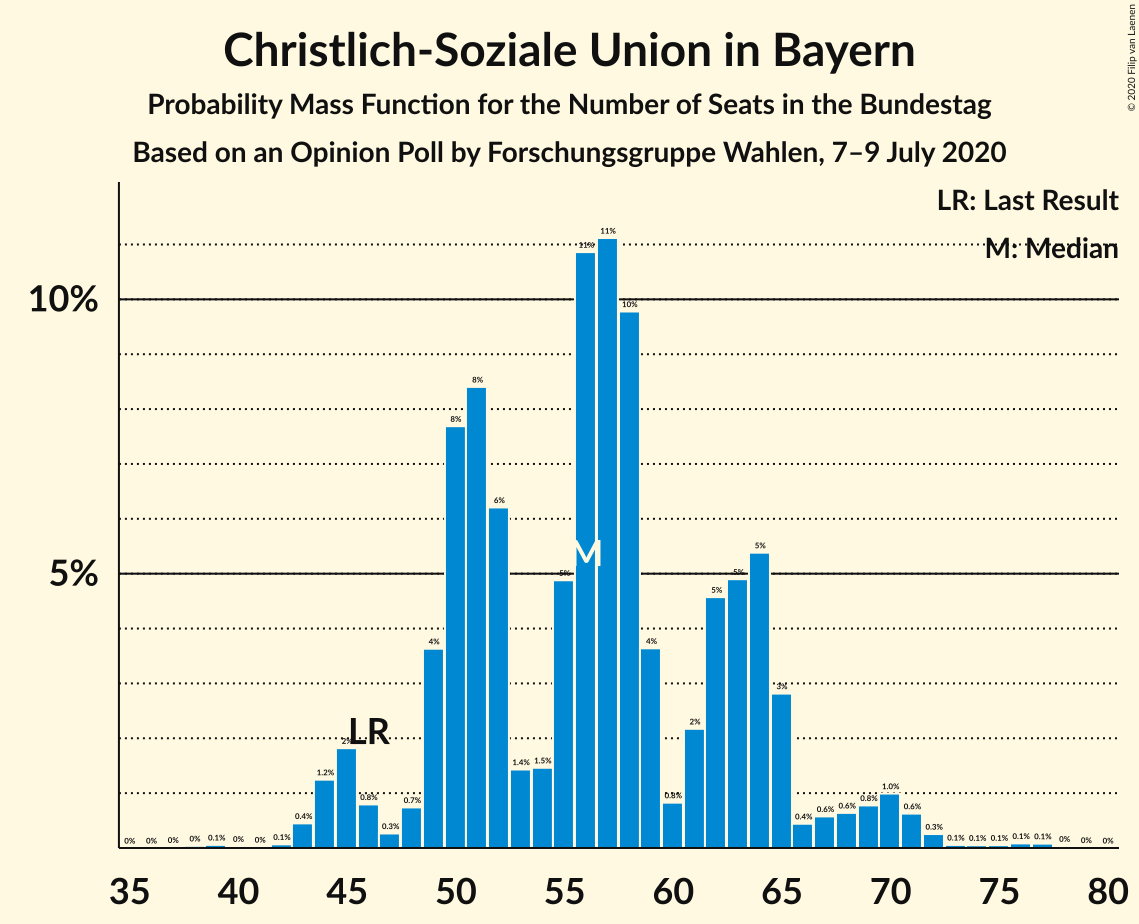 Christlich-Soziale Union in Bayern
Probability Mass Function for the Number of Seats in the Bundestag
Based on an Opinion Poll by Forschungsgruppe Wahlen, 7–9 July 2020
© 2020 Filip van Laenen
LR: Last Result
M: Median
10%
5%
0% 0% 0% 0% 0.1% 0% 0% 0.1% 0.4% 1.2% 2% 0.8% 0.3% 0.7% 4% 8% 8% 6% 1.4% 1.5% 5% 11% 11% 10% 4% 0.8% 2% 5% 5% 5% 3% 0.4% 0.6% 0.6% 0.8% 1.0% 0.6% 0.3% 0.1% 0.1% 0.1% 0.1% 0.1% 0% 0% 0%
LR
M
35 40 45 50 55 60 65 70 75 80